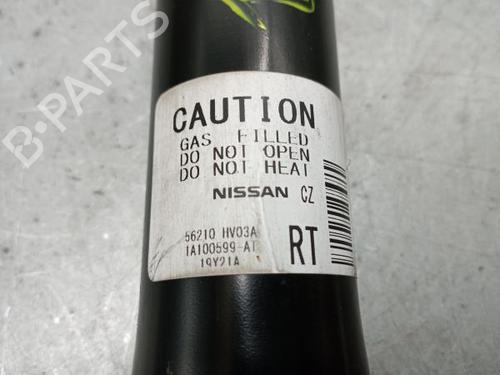 B-PARTS
CAUTION
GAS FILLED
DO NOT OPEN
DO NOT HEAT
NISSAN CZ
56210 HV03A
1A100599-AT
19Y21A
RT